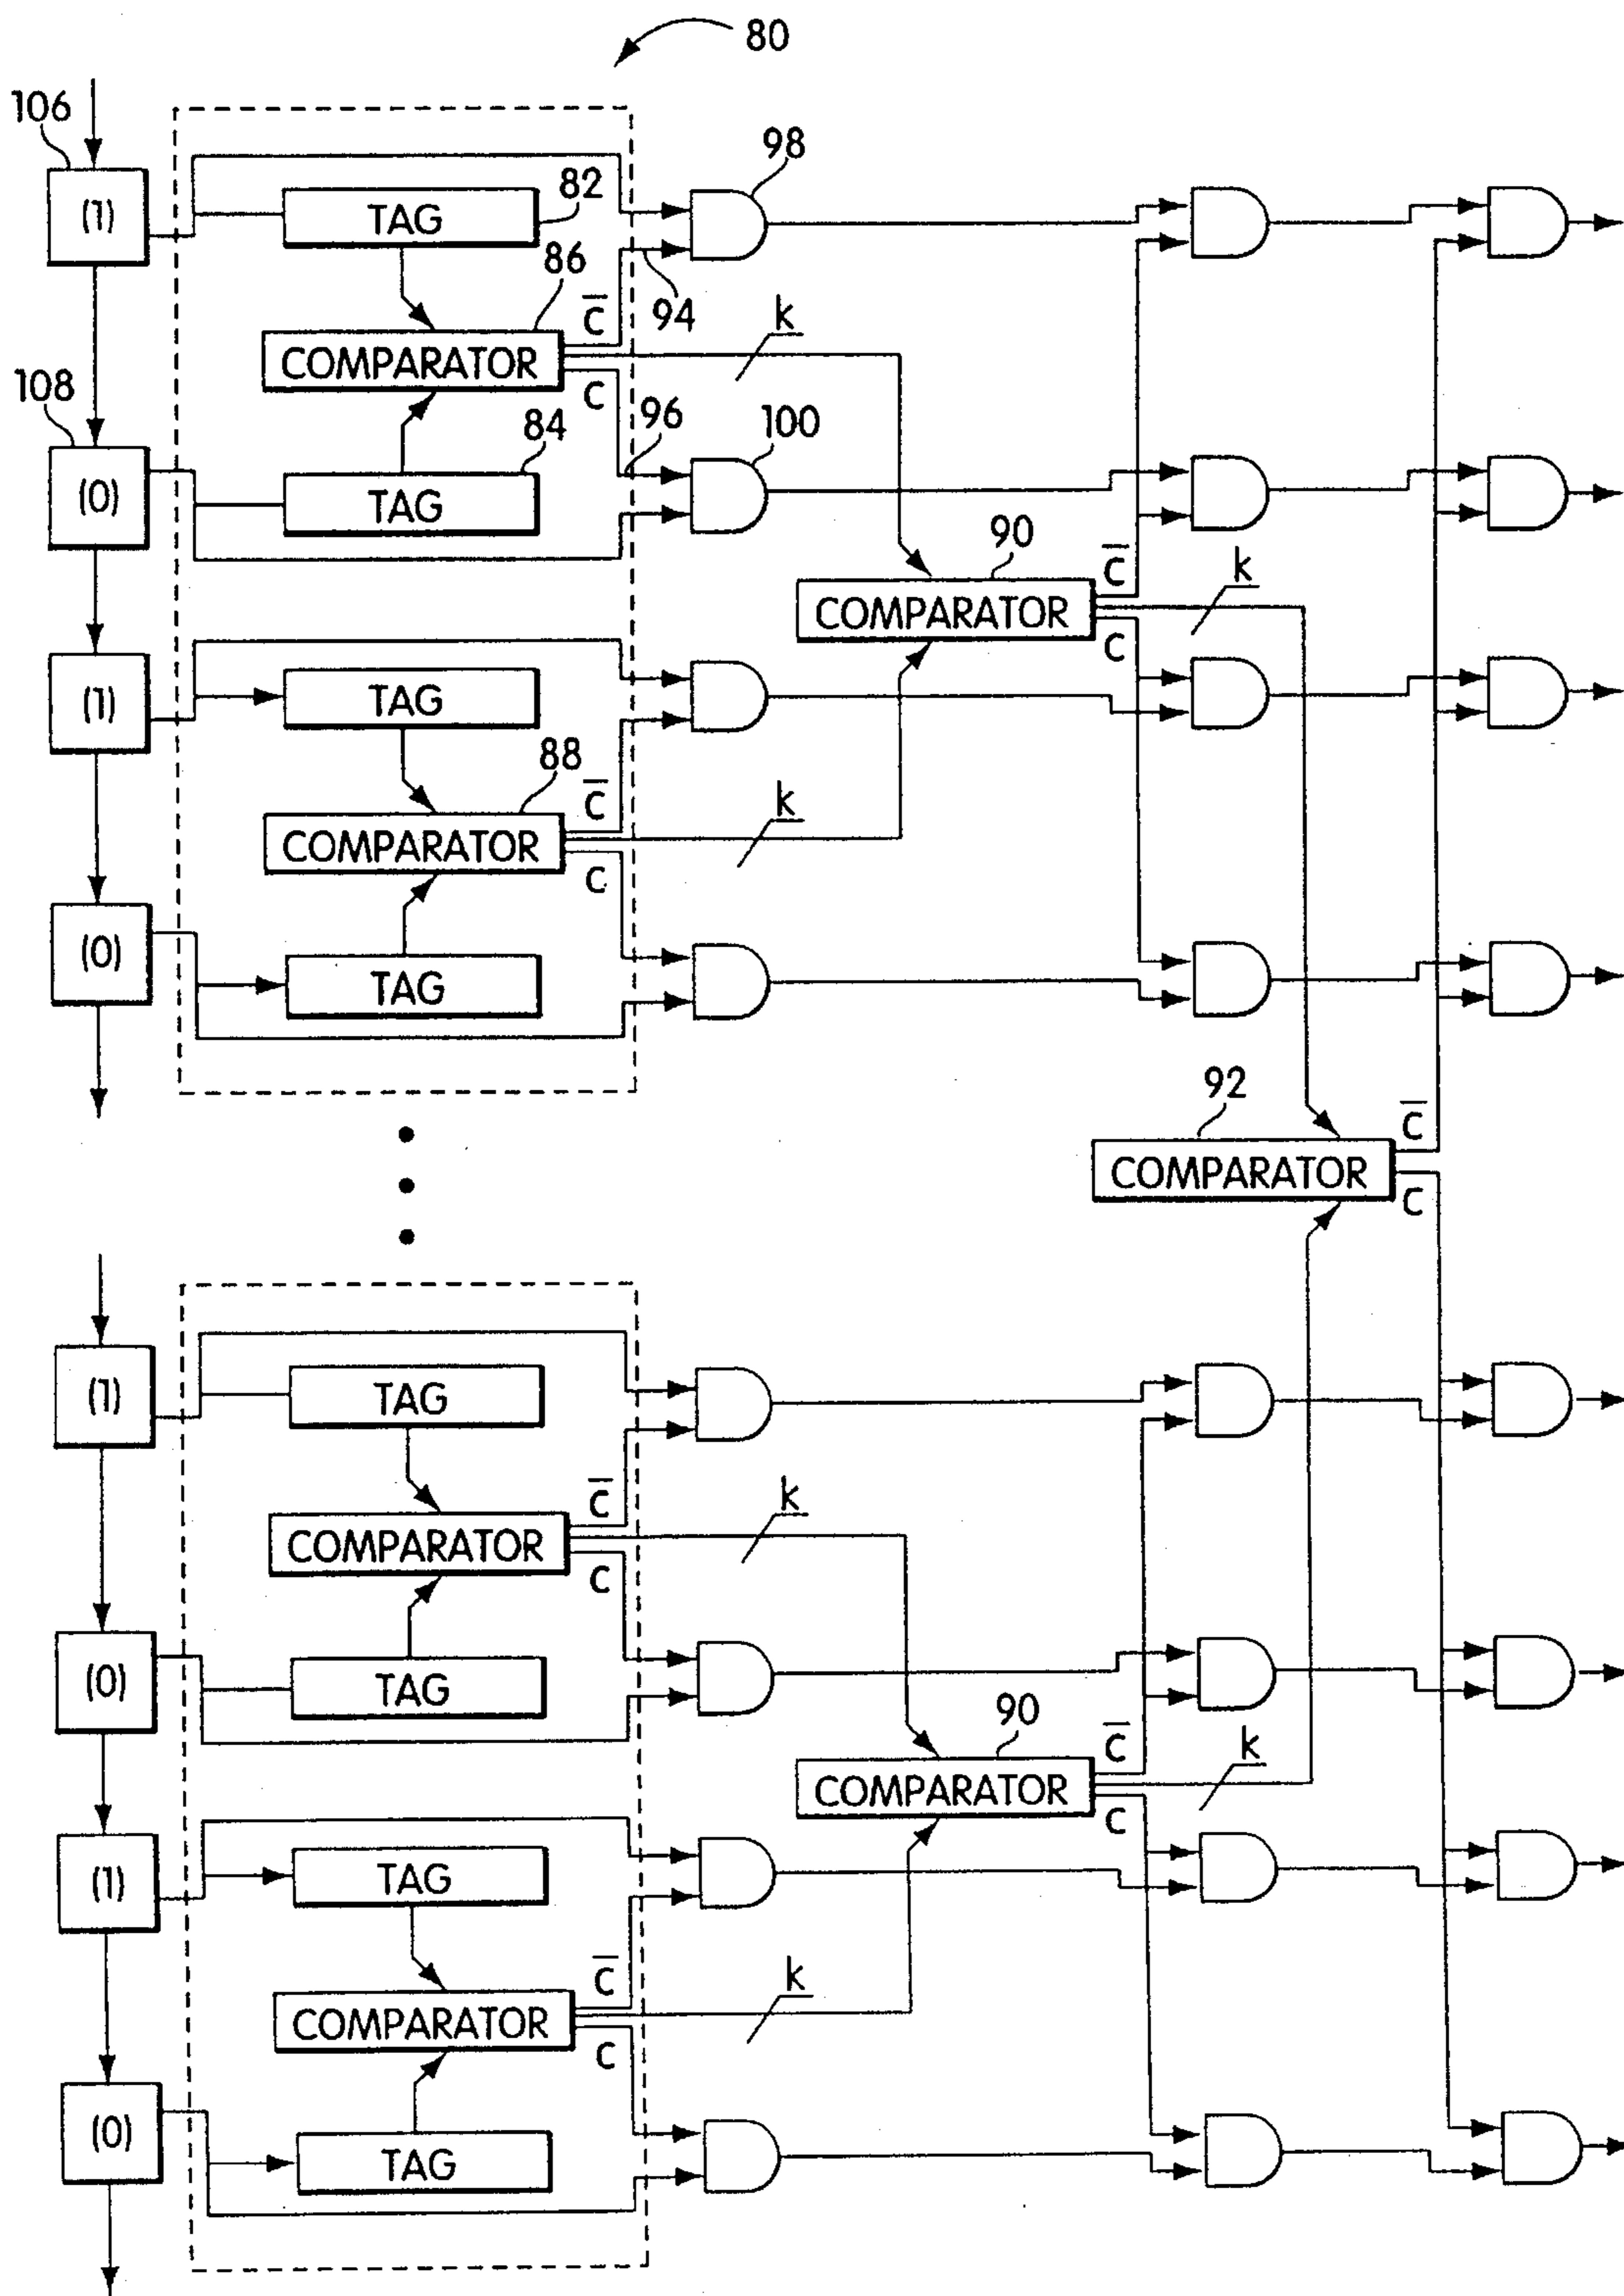 80
106
(1)
TAG
82
98
86
C̅
94
k
COMPARATOR
C
108
84
96
100
(0)
TAG
90
C̅
k
COMPARATOR
C
(1)
TAG
88
C̅
k
COMPARATOR
C
(0)
TAG
92
C̅
COMPARATOR
C
(1)
TAG
C̅
k
COMPARATOR
C
(0)
TAG
90
C̅
k
COMPARATOR
C
(1)
TAG
C̅
k
COMPARATOR
C
(0)
TAG